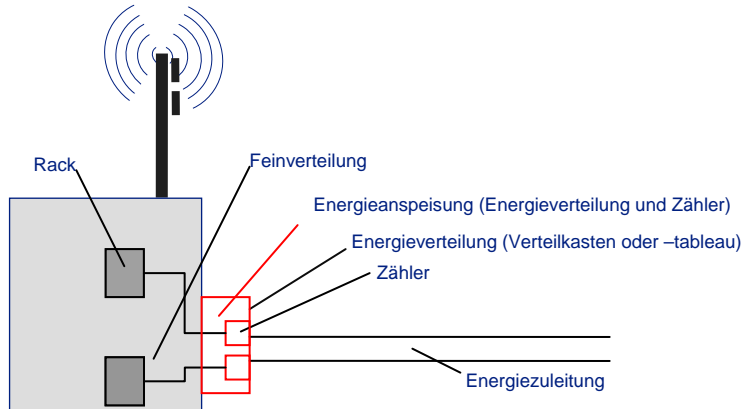 Feinverteilung
Rack
Energieanspeisung (Energieverteilung und Zähler)
Energieverteilung (Verteilkasten oder –tableau)
Zähler
Energiezuleitung